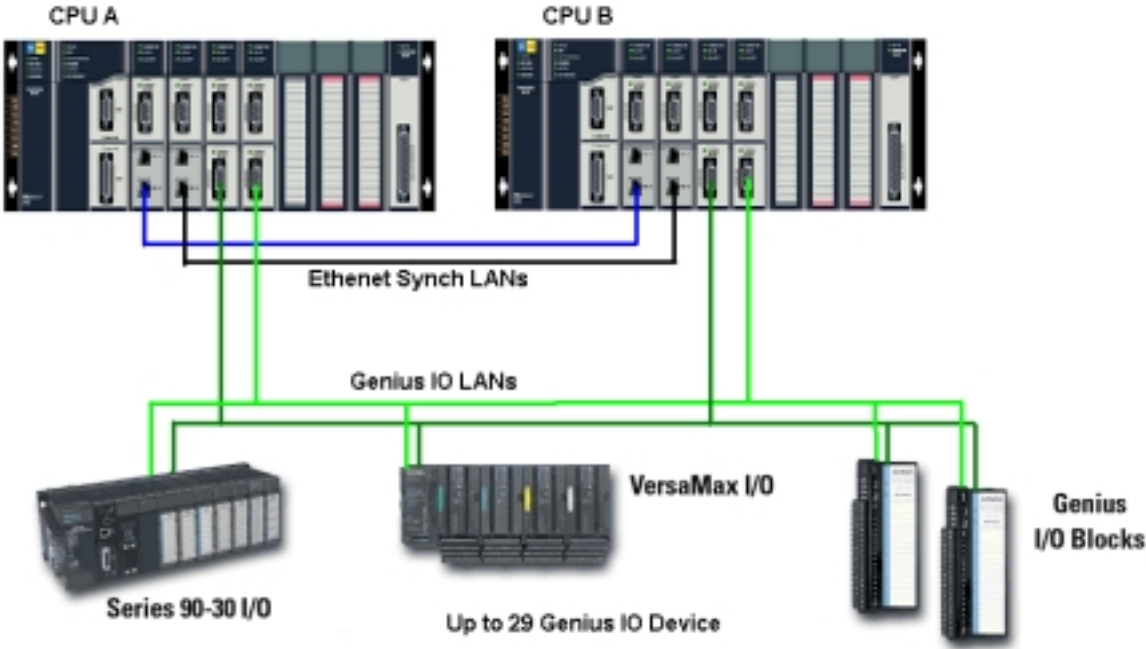 CPU A
CPU B
Ethenet Synch LANs
Genius IO LANs
VersaMax I/O
Genius
I/O Blocks
Series 90-30 I/O
Up to 29 Genius IO Device